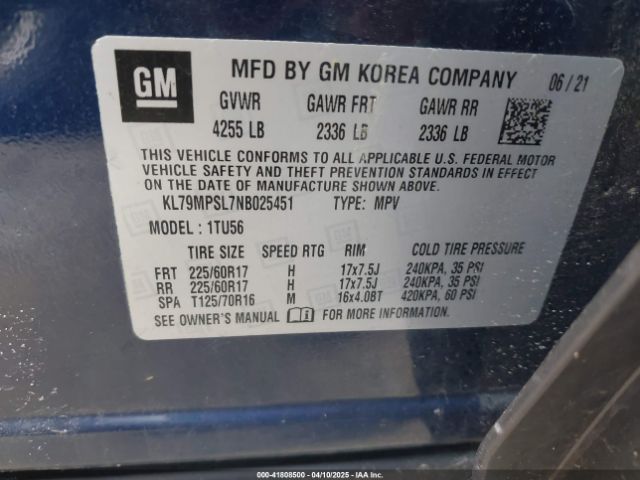 GM
MFD BY GM KOREA COMPANY 06/21
GVWR GAWR FRT GAWR RR
4255 LB 2336 LB 2336 LB
THIS VEHICLE CONFORMS TO ALL APPLICABLE U.S. FEDERAL MOTOR
VEHICLE SAFETY AND THEFT PREVENTION STANDARDS IN EFFECT
ON THE DATE OF MANUFACTURE SHOWN ABOVE.
KL79MPSL7NB025451 TYPE: MPV
MODEL : 1TU56
TIRE SIZE SPEED RTG RIM COLD TIRE PRESSURE
FRT 225/60R17 H 17x7.5J 240KPA, 35 PSI
RR 225/60R17 H 17x7.5J 240KPA, 35 PSI
SPA T125/70R16 M 16x4.0BT 420KPA, 60 PSI
SEE OWNER'S MANUAL FOR MORE INFORMATION.
000-41808500 - 04/10/2025 - IAAI.COM